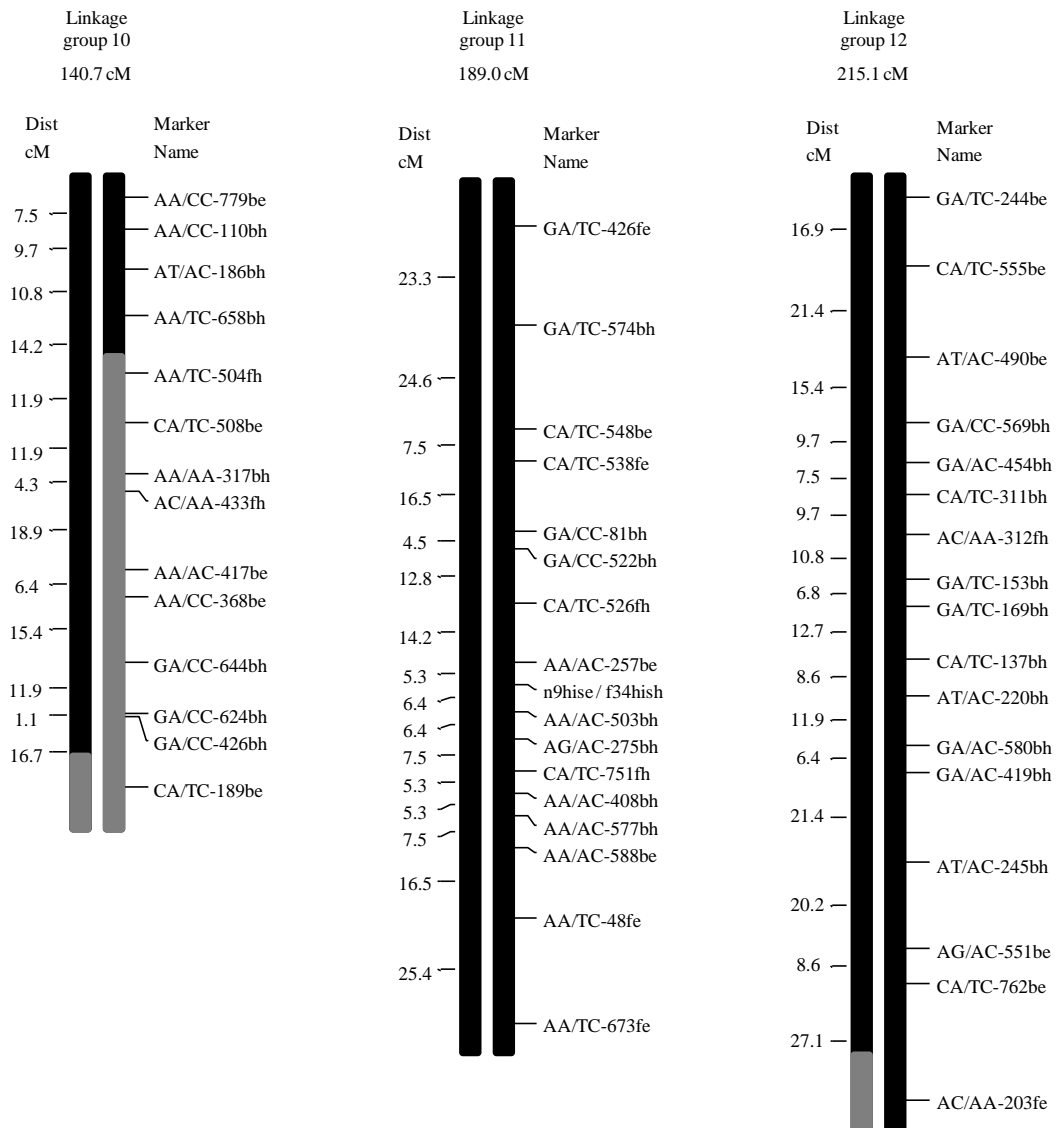 Linkage
group 10
140.7 cM
Dist
cM
Marker
Name
7.5
9.7
10.8
14.2
11.9
11.9
4.3
18.9
6.4
15.4
11.9
1.1
16.7
AA/CC-779be
AA/CC-110bh
AT/AC-186bh
AA/TC-658bh
AA/TC-504fh
CA/TC-508be
AA/AA-317bh
AC/AA-433fh
AA/AC-417be
AA/CC-368be
GA/CC-644bh
GA/CC-624bh
GA/CC-426bh
CA/TC-189be
Linkage
group 11
189.0 cM
Dist
cM
Marker
Name
23.3
24.6
7.5
16.5
4.5
12.8
14.2
5.3
6.4
6.4
7.5
5.3
5.3
7.5
16.5
25.4
GA/TC-426fe
GA/TC-574bh
CA/TC-548be
CA/TC-538fe
GA/CC-81bh
GA/CC-522bh
CA/TC-526fh
AA/AC-257be
n9hise / f34hish
AA/AC-503bh
AG/AC-275bh
CA/TC-751fh
AA/AC-408bh
AA/AC-577bh
AA/AC-588be
AA/TC-48fe
AA/TC-673fe
Linkage
group 12
215.1 cM
Dist
cM
Marker
Name
16.9
21.4
15.4
9.7
7.5
9.7
10.8
6.8
12.7
8.6
11.9
6.4
21.4
20.2
8.6
27.1
GA/TC-244be
CA/TC-555be
AT/AC-490be
GA/CC-569bh
GA/AC-454bh
CA/TC-311bh
AC/AA-312fh
GA/TC-153bh
GA/TC-169bh
CA/TC-137bh
AT/AC-220bh
GA/AC-580bh
GA/AC-419bh
AT/AC-245bh
AG/AC-551be
CA/TC-762be
AC/AA-203fe